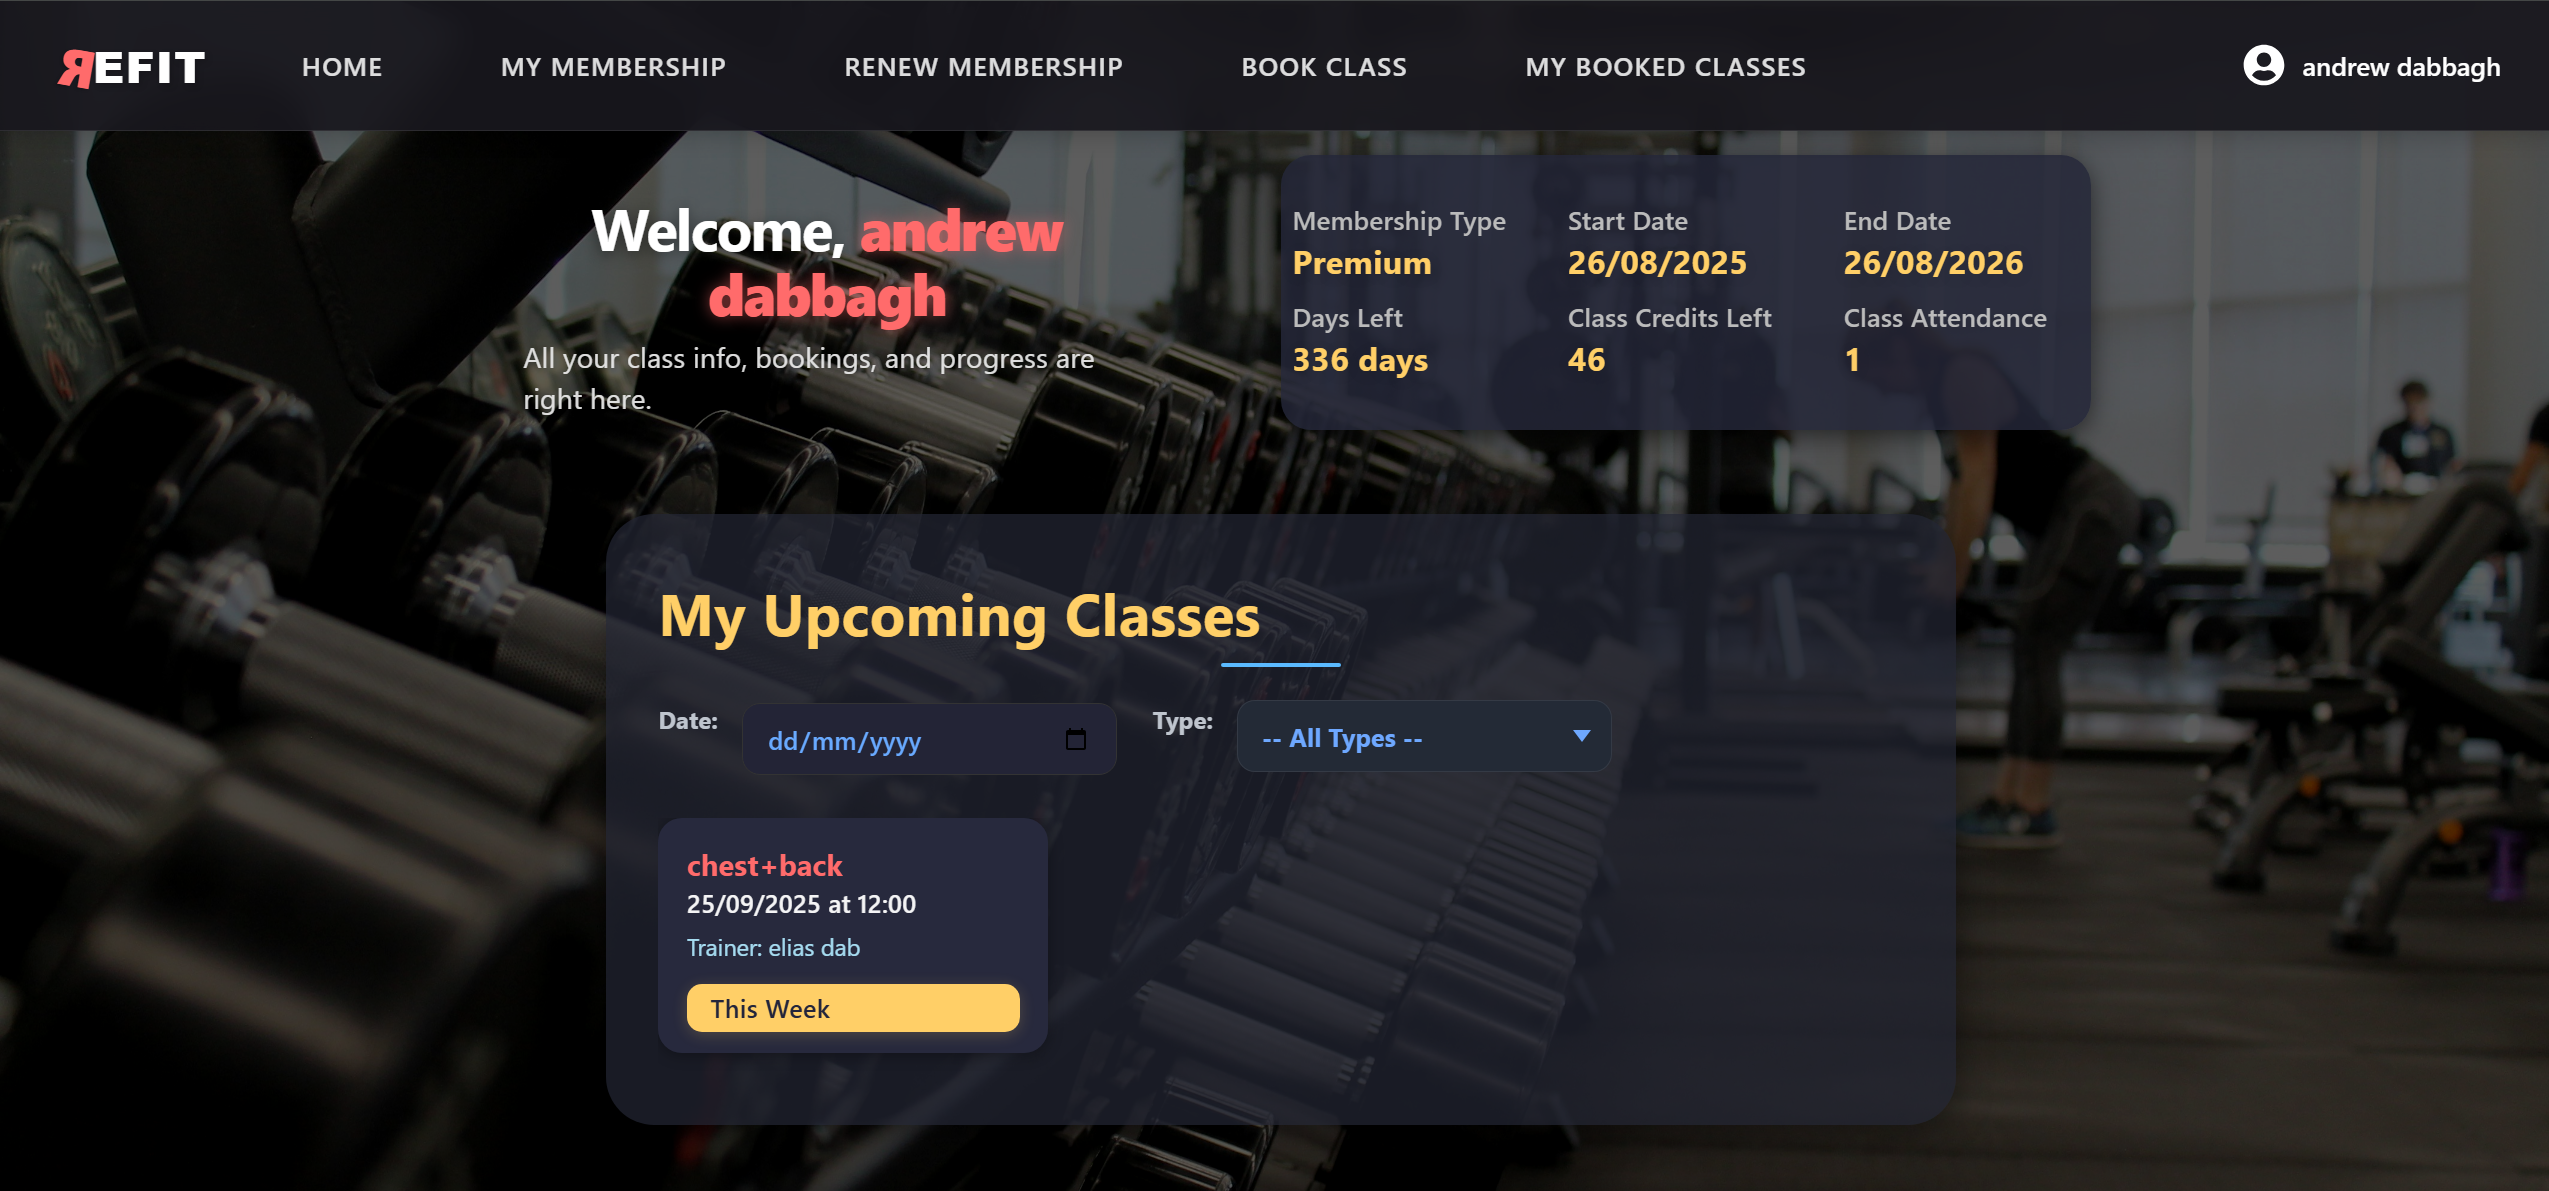 REFIT
HOME
MY MEMBERSHIP
RENEW MEMBERSHIP
BOOK CLASS
MY BOOKED CLASSES
andrew dabbagh
Welcome, andrew
dabbagh
All your class info, bookings, and progress are
right here.
Membership Type
Premium
Start Date
26/08/2025
End Date
26/08/2026
Days Left
336 days
Class Credits Left
46
Class Attendance
1
My Upcoming Classes
Date:
dd/mm/yyyy
Type:
-- All Types --
chest+back
25/09/2025 at 12:00
Trainer: elias dab
This Week